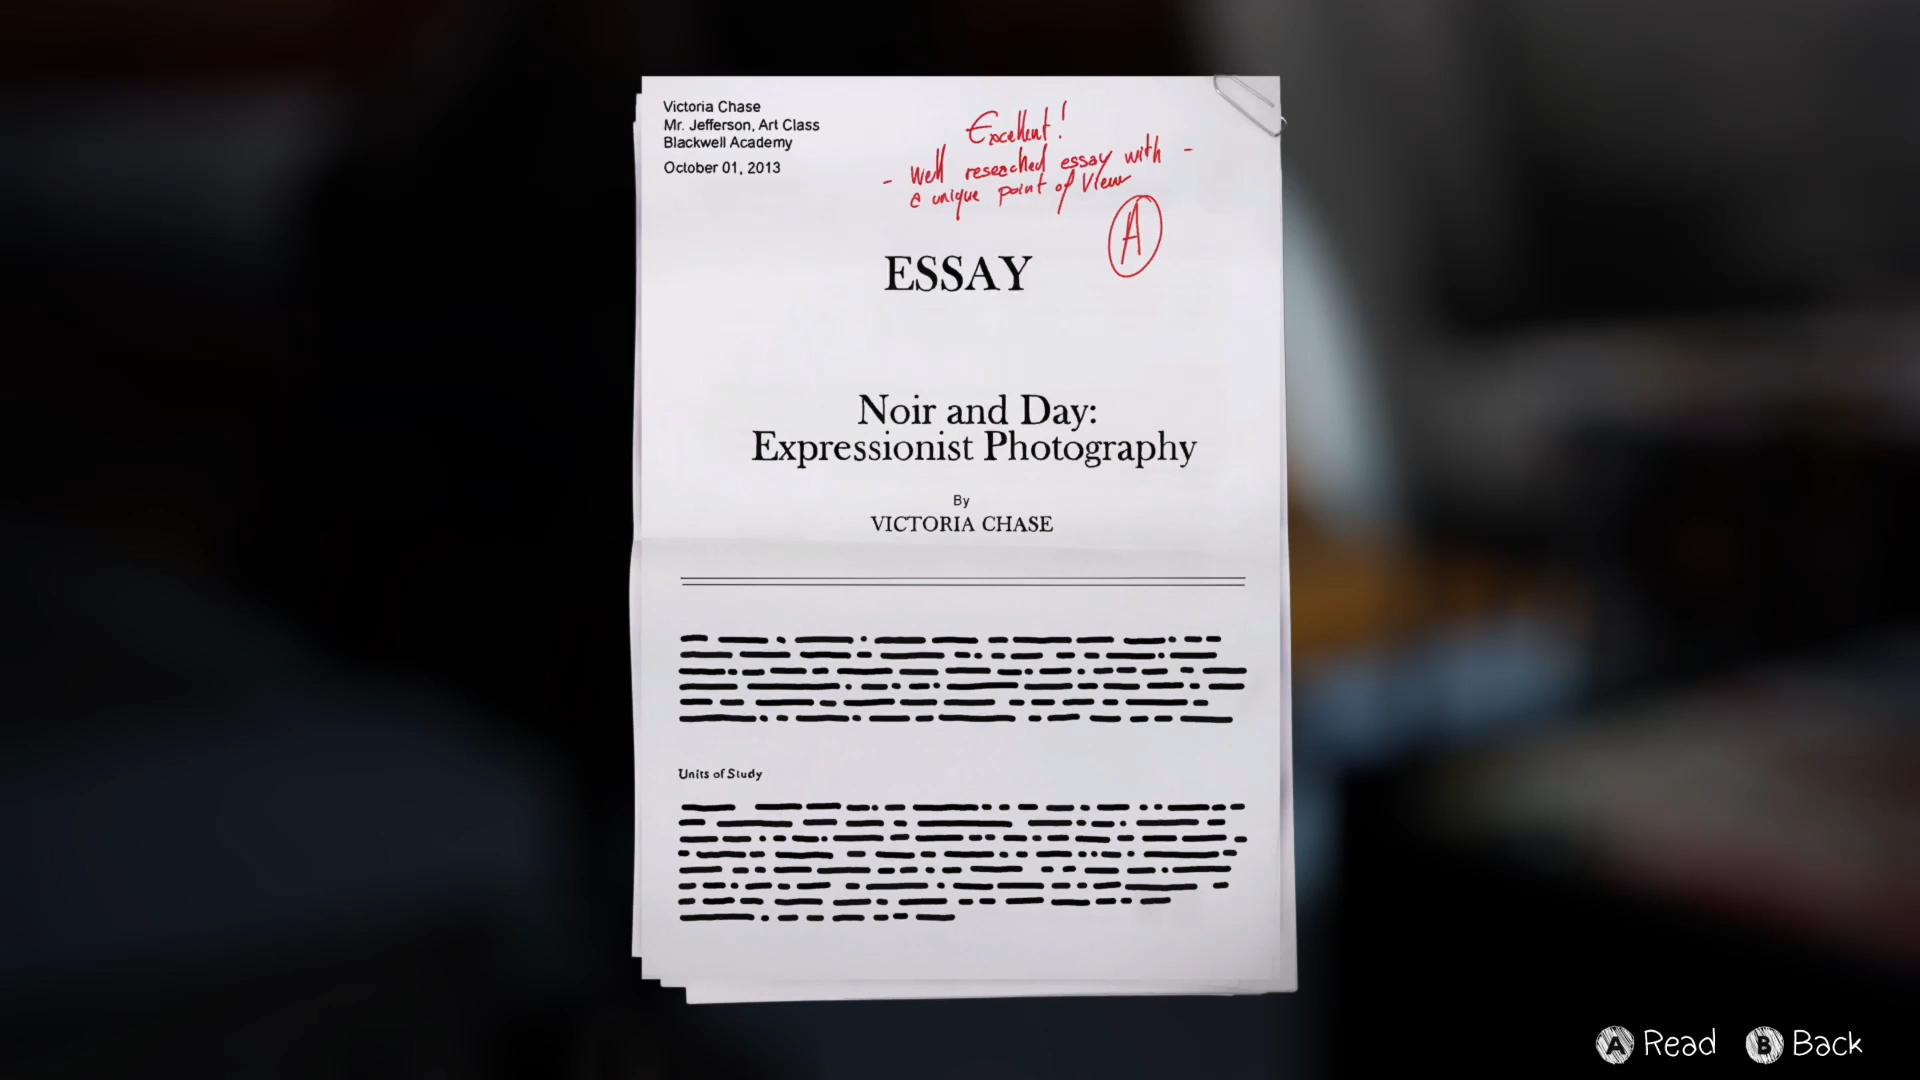 Victoria Chase
Mr. Jefferson, Art Class
Blackwell Academy
October 01, 2013
Excellent!
- Well reseached essay with -
a unique point of View
A
ESSAY
Noir and Day:
Expressionist Photography
By
VICTORIA CHASE
Units of Study
A Read B Back